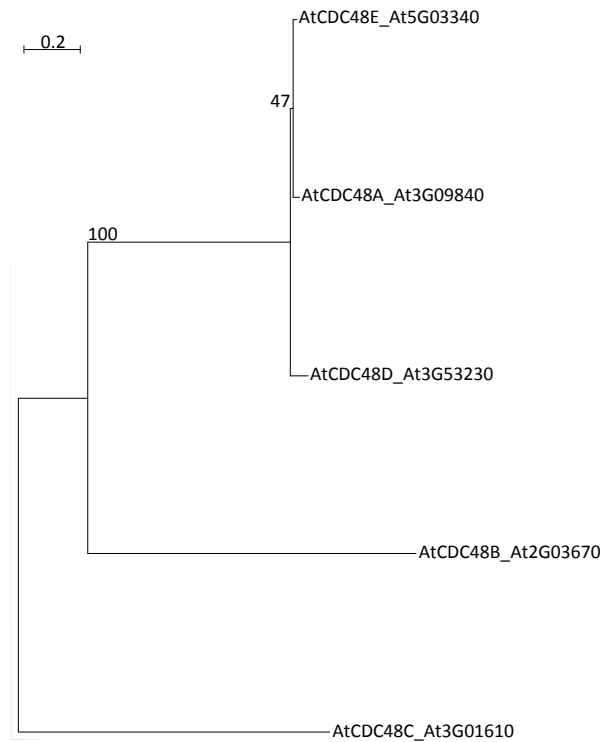 AtCDC48E_At5G03340
0.2
47
AtCDC48A_At3G09840
100
AtCDC48D_At3G53230
AtCDC48B_At2G03670
AtCDC48C_At3G01610